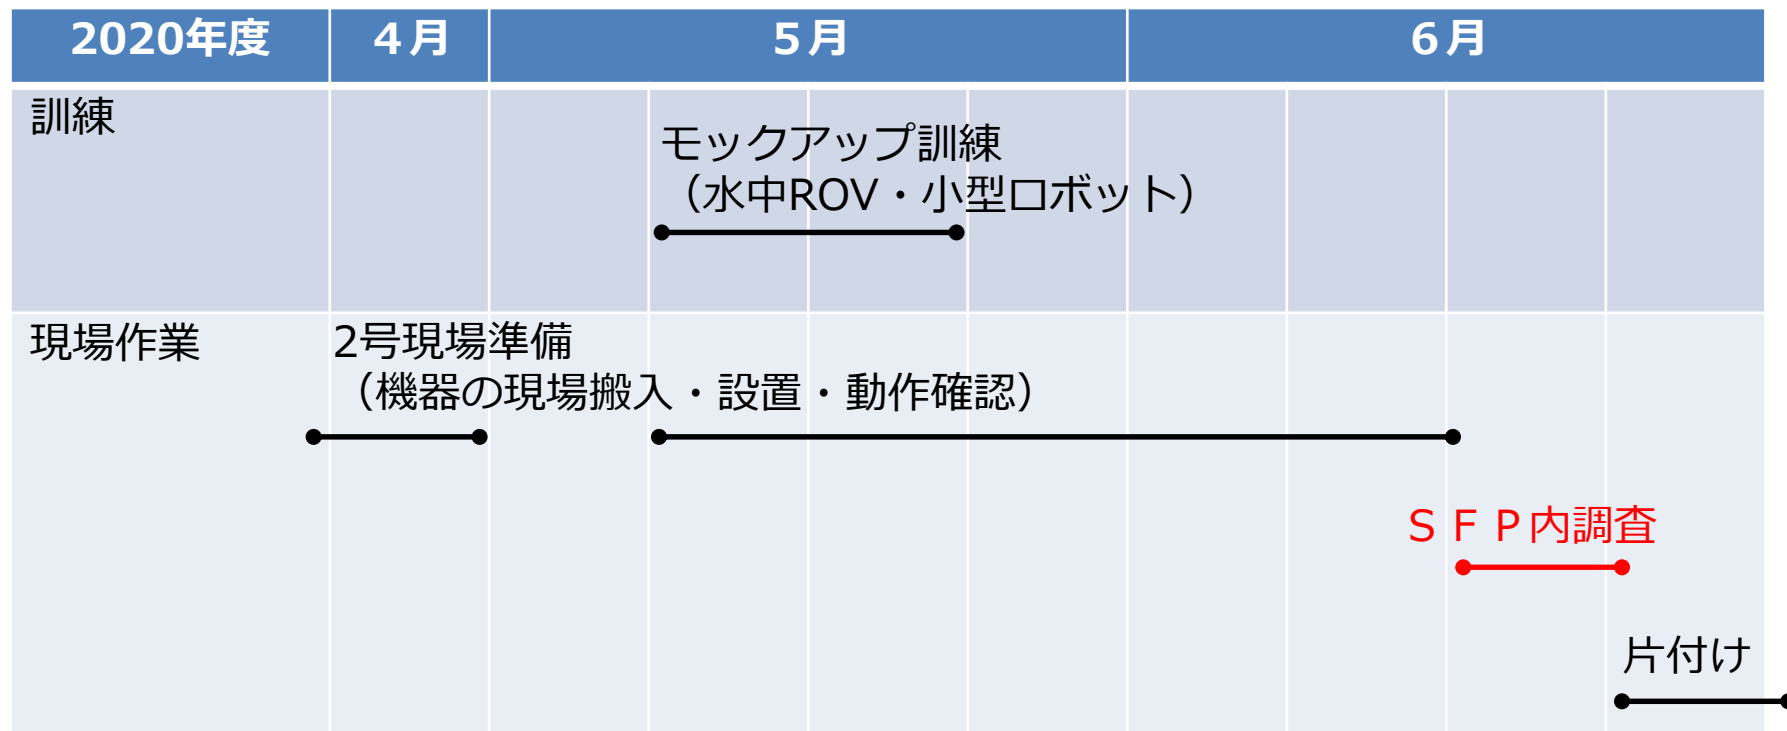 2020年度 ４月 ５月 ６月
訓練
モックアップ訓練
（水中ROV・小型ロボット）
現場作業
2号現場準備
（機器の現場搬入・設置・動作確認）
ＳＦＰ内調査
片付け